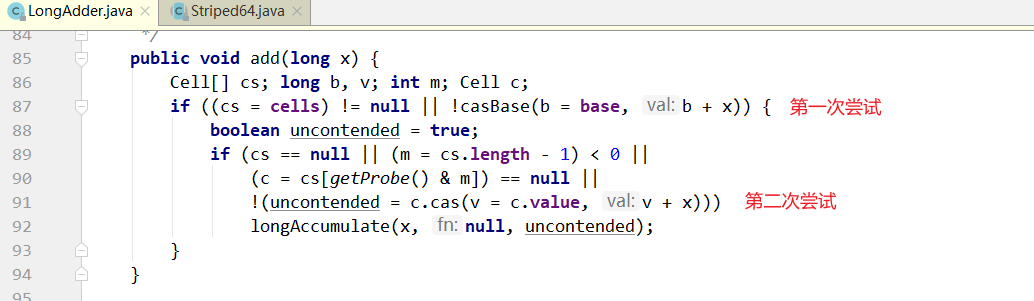 LongAdder.java × Striped64.java ×
84 */
85 public void add(long x) {
86 Cell[] cs; long b, v; int m; Cell c;
87 if ((cs = cells) != null || !casBase(b = base, val: b + x)) { 第一次尝试
88 boolean uncontended = true;
89 if (cs == null || (m = cs.length - 1) < 0 ||
90 (c = cs[getProbe() & m]) == null ||
91 !(uncontended = c.cas(v = c.value, val: v + x))) 第二次尝试
92 longAccumulate(x, fn: null, uncontended);
93 }
94 }
95